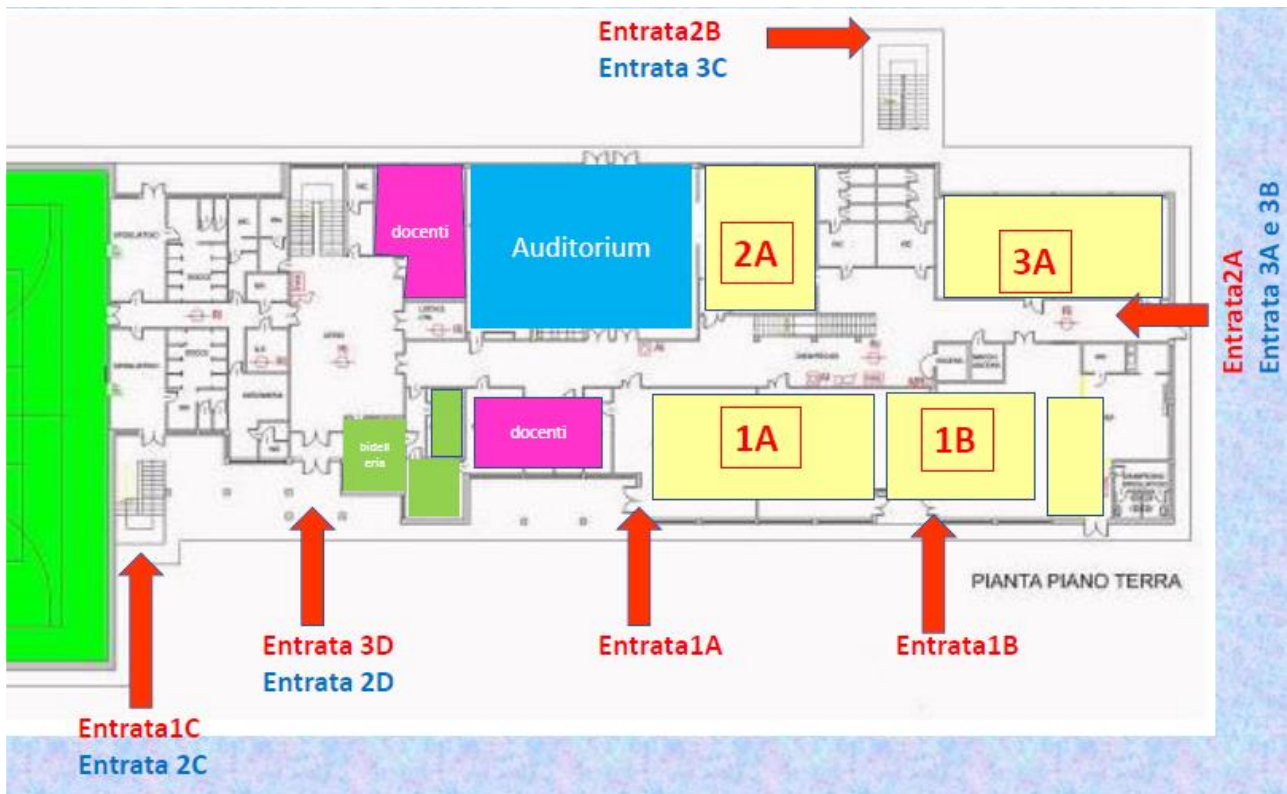 Entrata2B
Entrata 3C
docenti
Auditorium
2A
3A
Entrata2A
Entrata 3A e 3B
bidell
eria
docenti
1A
1B
PIANTA PIANO TERRA
Entrata 3D
Entrata 2D
Entrata1A
Entrata1B
Entrata1C
Entrata 2C